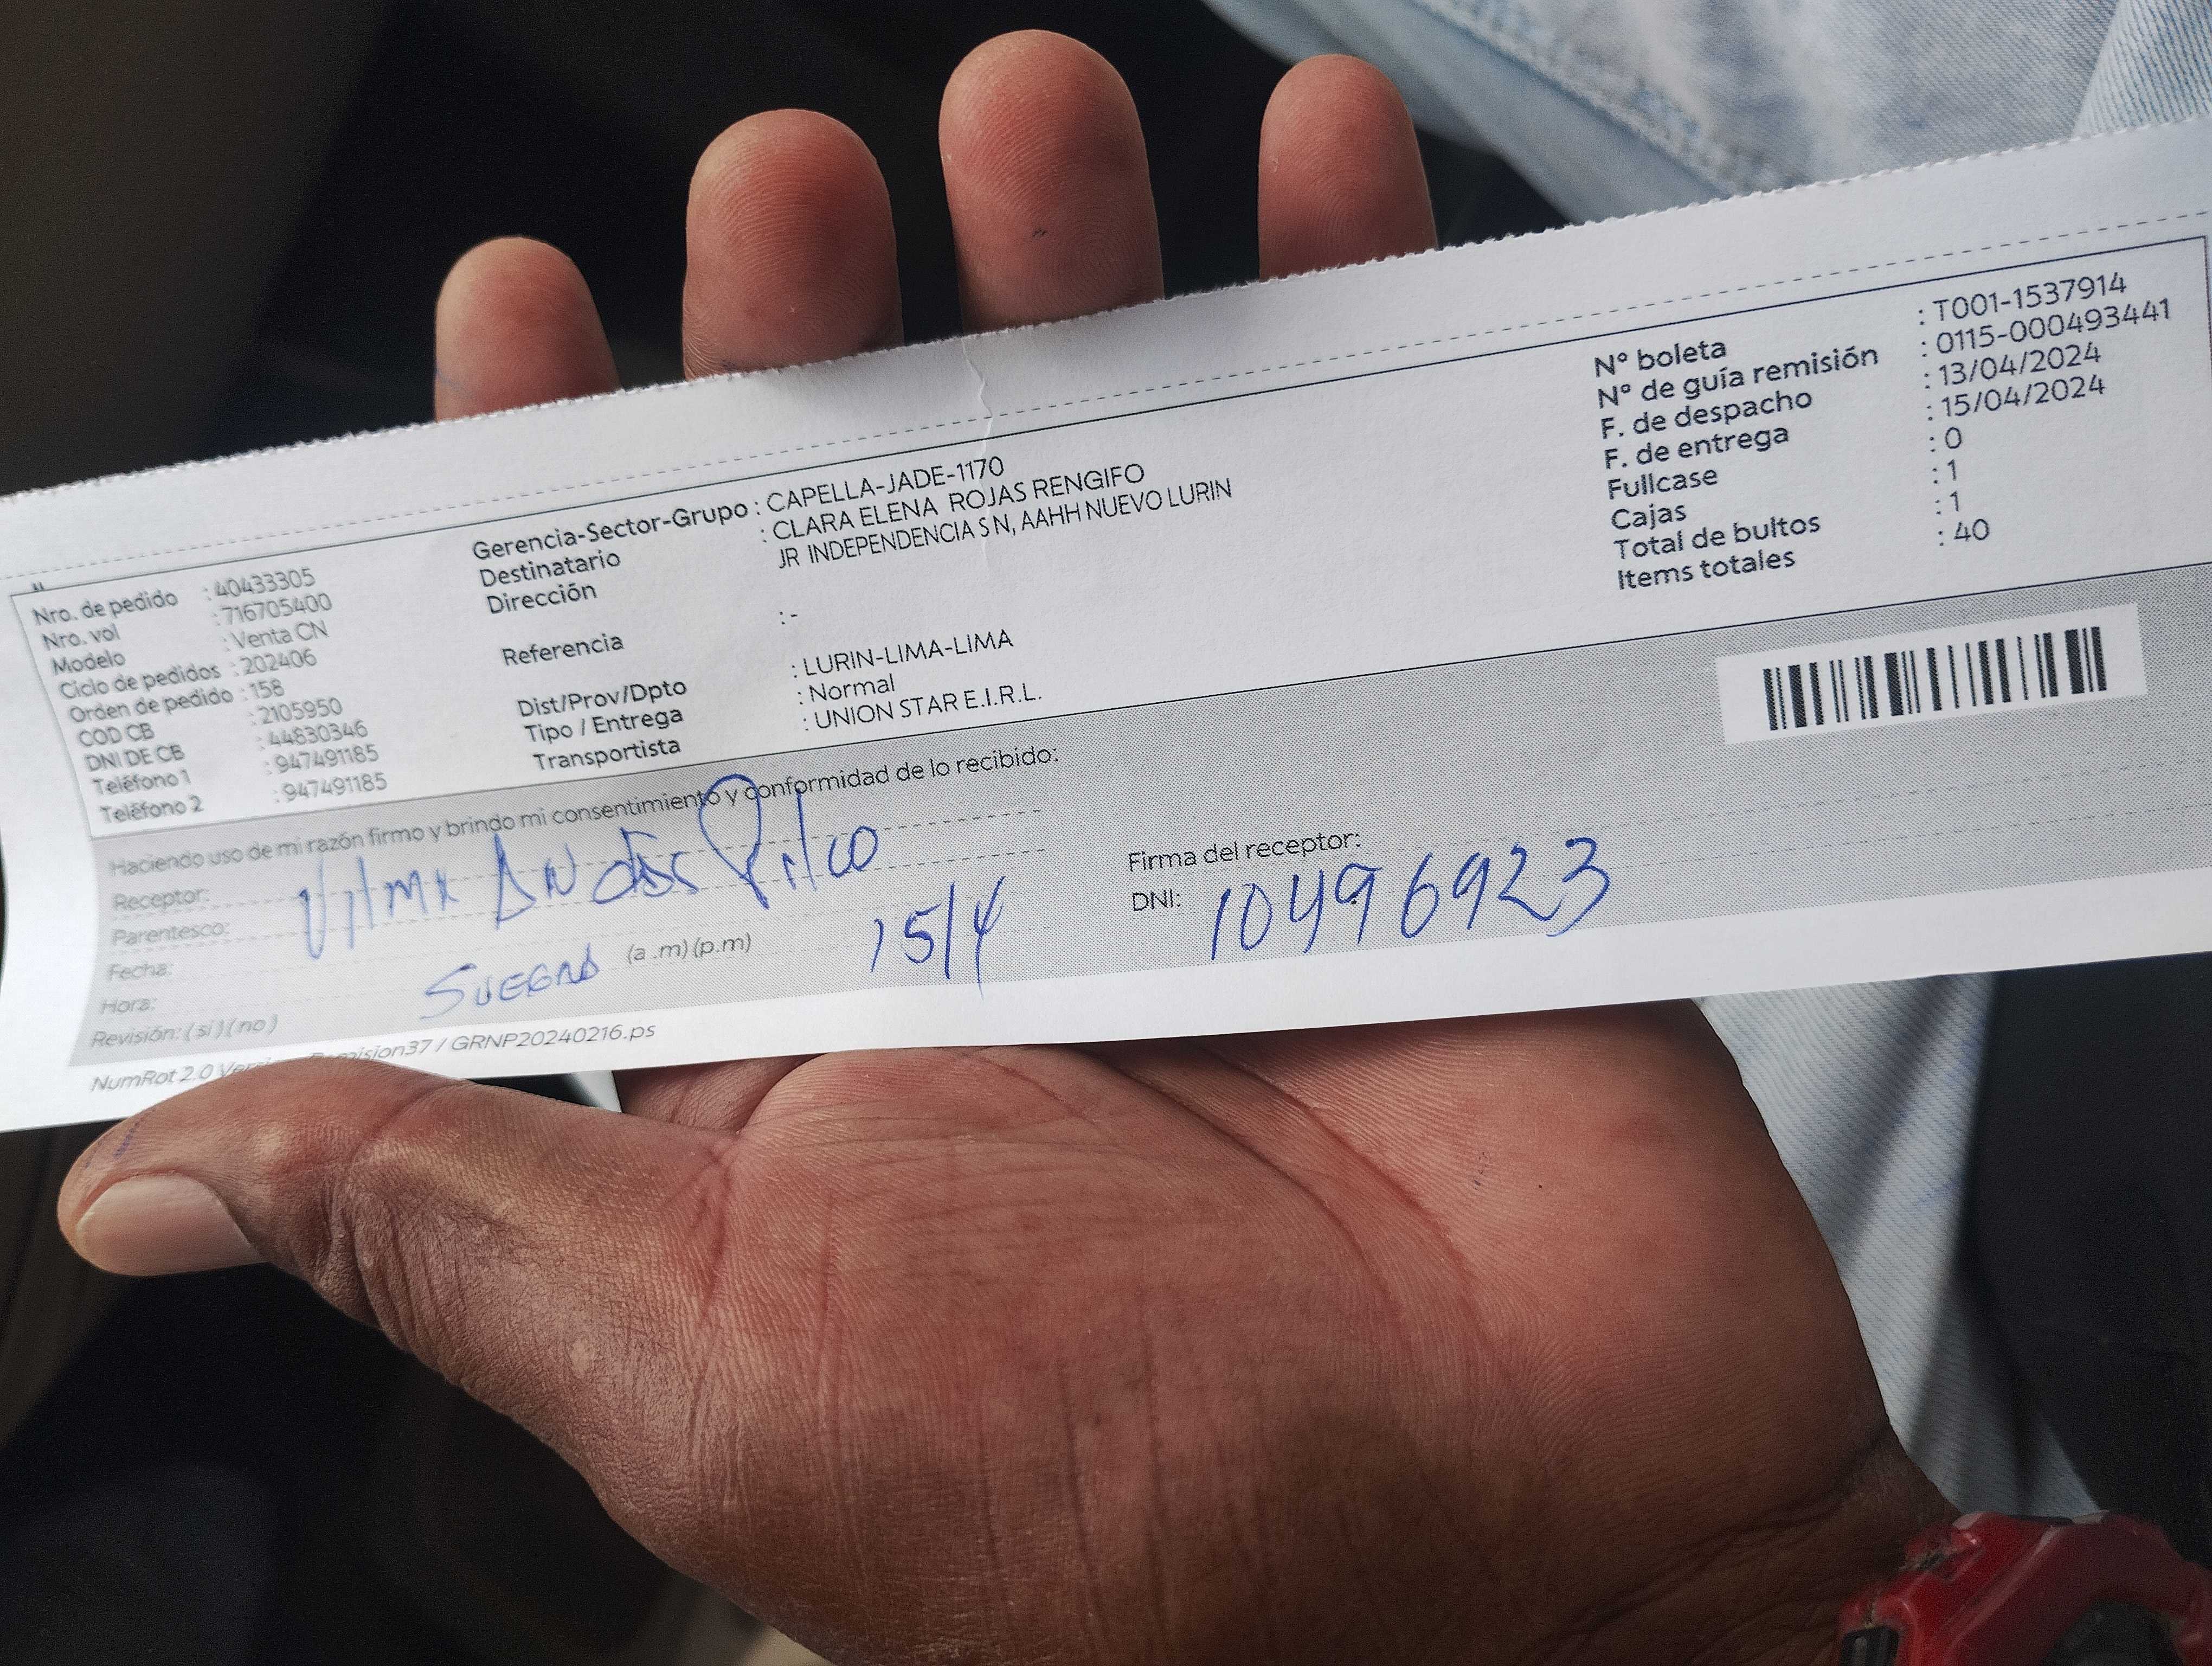 Nro. de pedido : 40433305
Nro. vol : 716705400
Modelo : Venta CN
Ciclo de pedidos : 202406
Orden de pedido : 158
COD CB : 2105950
DNI DE CB : 44830346
Teléfono 1 : 947491185
Teléfono 2 : 947491185
Gerencia-Sector-Grupo : CAPELLA-JADE-1170
Destinatario : CLARA ELENA ROJAS RENGIFO
Dirección JR INDEPENDENCIA S N, AAHH NUEVO LURIN
Referencia : -
Dist/Prov/Dpto : LURIN-LIMA-LIMA
Tipo / Entrega : Normal
Transportista : UNION STAR E.I.R.L.
N° boleta : T001-1537914
N° de guía remisión : 0115-000493441
F. de despacho : 13/04/2024
F. de entrega : 15/04/2024
Fullcase : 0
Cajas : 1
Total de bultos : 1
Items totales : 40
Haciendo uso de mi razón firmo y brindo mi consentimiento y conformidad de lo recibido:
Receptor: Vilma
Parentesco:
Fecha:
Hora: (a .m) (p.m) 15/4
SUEGRA
Revisión: ( si ) ( no )
Firma del receptor:
DNI: 10496923
NumRot 2.0 / GRNP20240216.ps